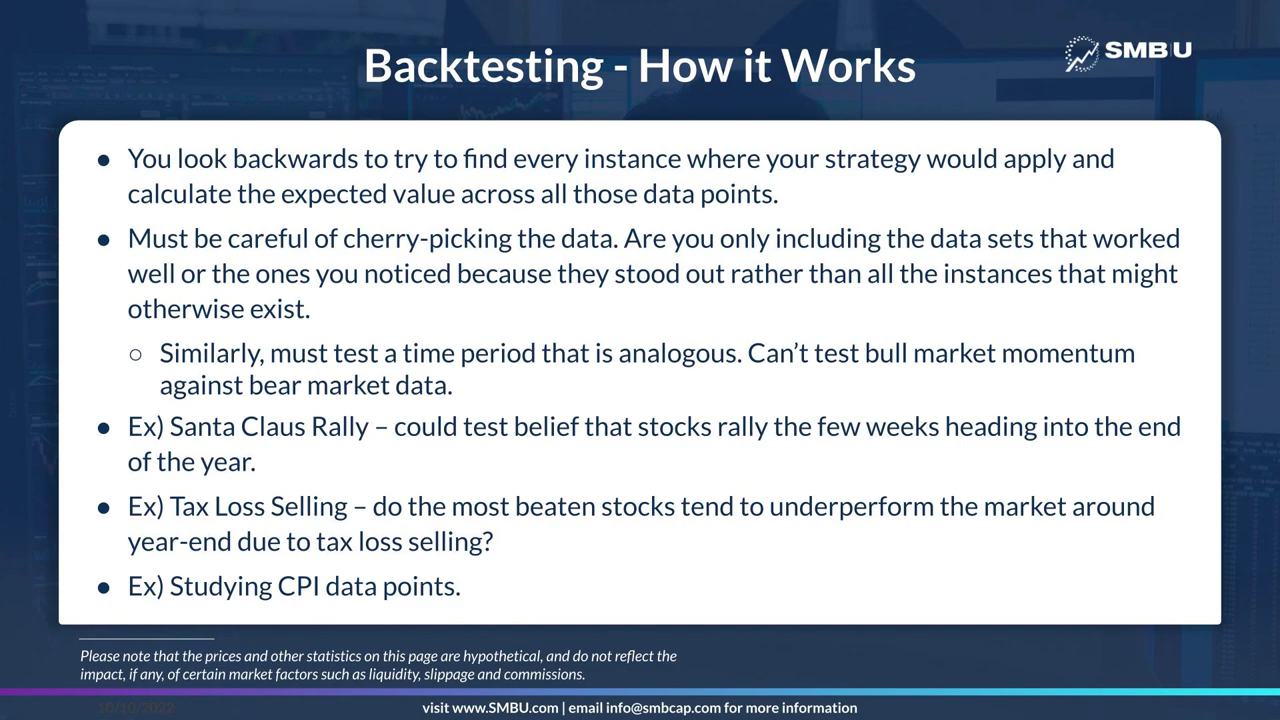 Backtesting - How it Works
SMB U
● You look backwards to try to find every instance where your strategy would apply and
calculate the expected value across all those data points.
● Must be careful of cherry-picking the data. Are you only including the data sets that worked
well or the ones you noticed because they stood out rather than all the instances that might
otherwise exist.
○ Similarly, must test a time period that is analogous. Can’t test bull market momentum
against bear market data.
● Ex) Santa Claus Rally – could test belief that stocks rally the few weeks heading into the end
of the year.
● Ex) Tax Loss Selling – do the most beaten stocks tend to underperform the market around
year-end due to tax loss selling?
● Ex) Studying CPI data points.
Please note that the prices and other statistics on this page are hypothetical, and do not reflect the
impact, if any, of certain market factors such as liquidity, slippage and commissions.
10/10/2022
visit www.SMBU.com | email info@smbcap.com for more information